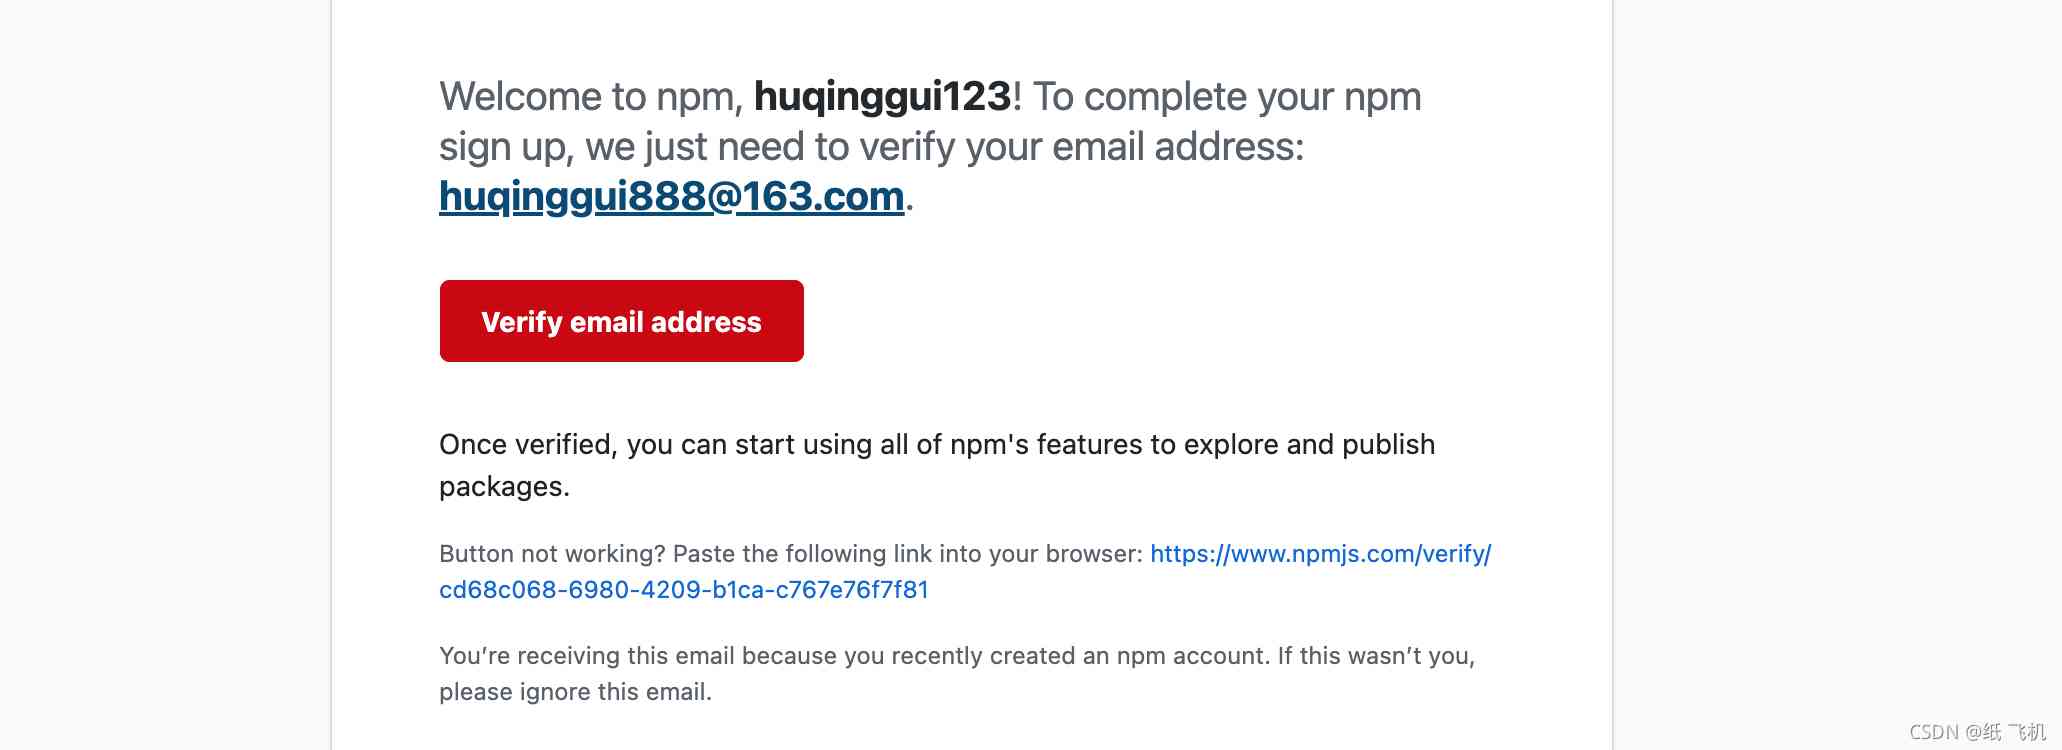 Welcome to npm, huqinggui123! To complete your npm
sign up, we just need to verify your email address:
huqinggui888@163.com.
Verify email address
Once verified, you can start using all of npm's features to explore and publish
packages.
Button not working? Paste the following link into your browser: https://www.npmjs.com/verify/
cd68c068-6980-4209-b1ca-c767e76f7f81
You’re receiving this email because you recently created an npm account. If this wasn’t you,
please ignore this email.
CSDN @纸 飞机